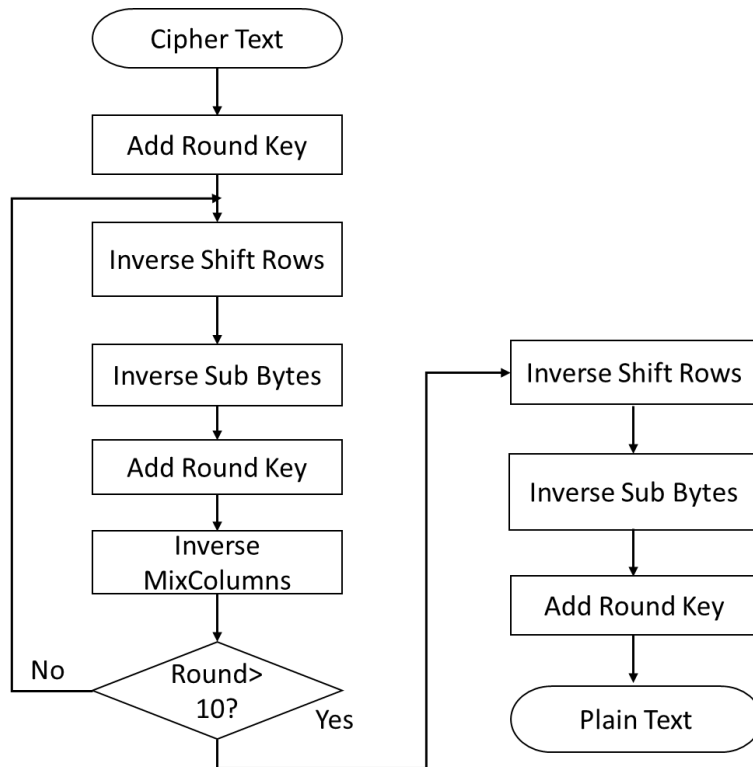 Cipher Text
Add Round Key
Inverse Shift Rows
Inverse Sub Bytes
Add Round Key
Inverse
MixColumns
Round>
10?
No
Yes
Inverse Shift Rows
Inverse Sub Bytes
Add Round Key
Plain Text